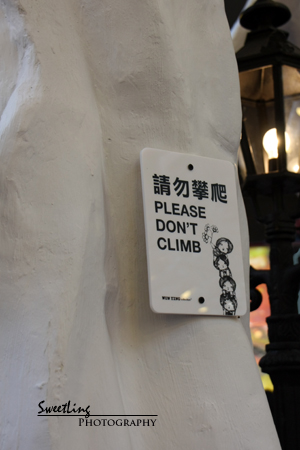 請勿攀爬
PLEASE
DON'T
CLIMB
SweetLing
PHOTOGRAPHY